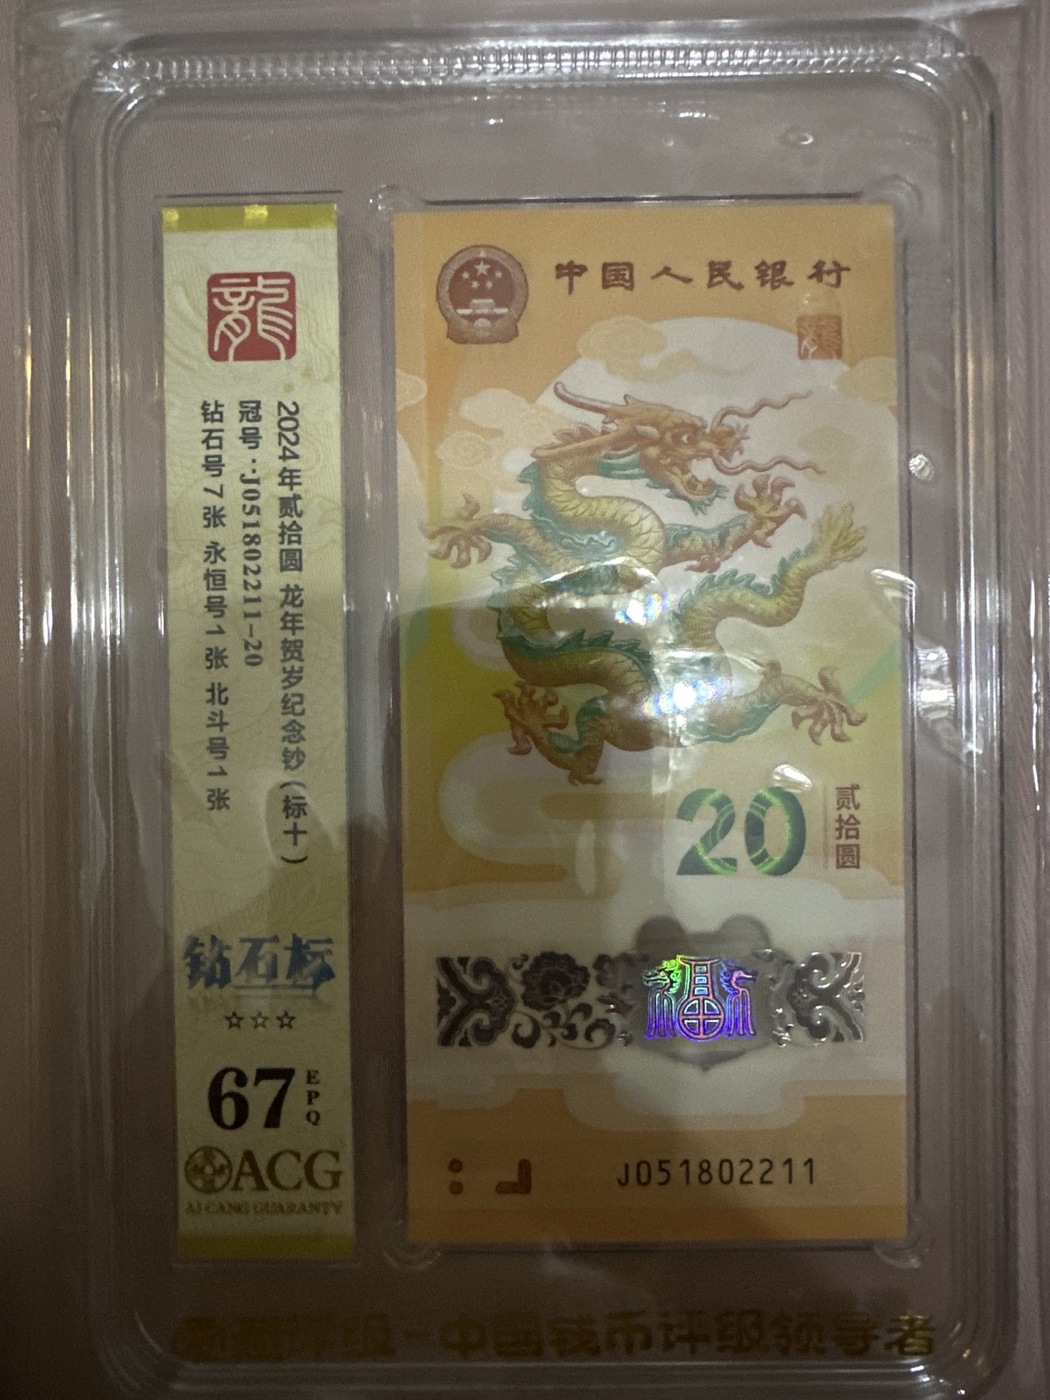 龍
2024年贰拾圆 龙年贺岁纪念钞(标十)
冠号:J051802211-20
钻石号7张 永恒号1张 北斗号1张
钻石标
☆☆☆
67 EPQ
ACG
AI CANG GUARANTY
中国人民银行
20
贰拾圆
J051802211
评级-中国钱币评级领导者